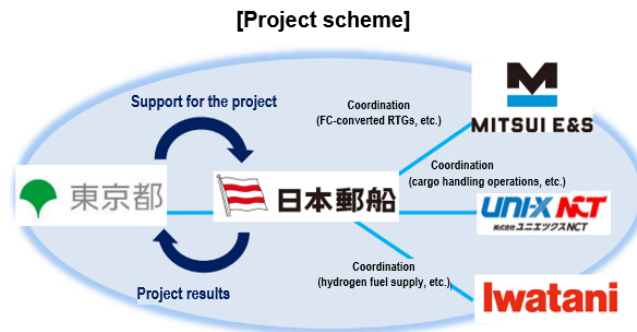 [Project scheme]
Support for the project
Coordination
(FC-converted RTGs, etc.)
MITSUI E&S
Coordination
(cargo handling operations, etc.)
東京都
日本郵船
UNI-X NCT
株式会社ユニエックスNCT
Coordination
(hydrogen fuel supply, etc.)
Project results
Iwatani